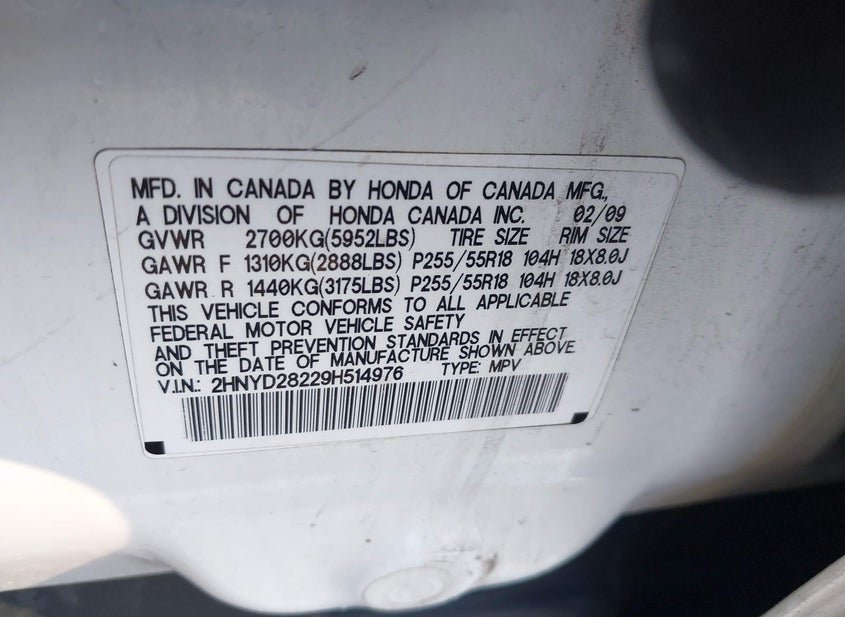 MFD. IN CANADA BY HONDA OF CANADA MFG.,
A DIVISION OF HONDA CANADA INC. 02/09
GVWR 2700KG(5952LBS) TIRE SIZE RIM SIZE
GAWR F 1310KG(2888LBS) P255/55R18 104H 18X8.0J
GAWR R 1440KG(3175LBS) P255/55R18 104H 18X8.0J
THIS VEHICLE CONFORMS TO ALL APPLICABLE
FEDERAL MOTOR VEHICLE SAFETY
AND THEFT PREVENTION STANDARDS IN EFFECT
ON THE DATE OF MANUFACTURE SHOWN ABOVE.
V.I.N.: 2HNYD28229H514976 TYPE: MPV